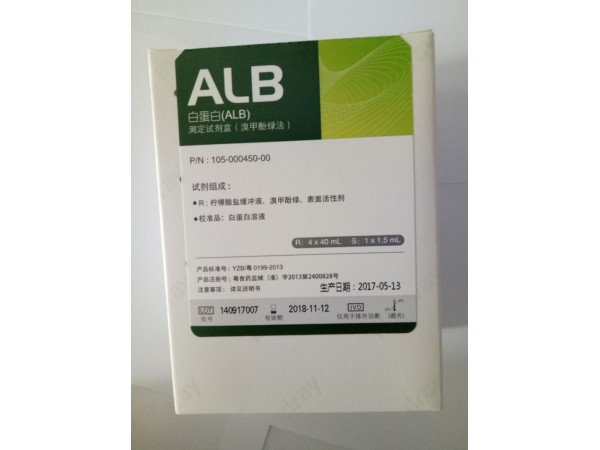 ALB
白蛋白(ALB)
测定试剂盒（溴甲酚绿法）
P/N : 105-000450-00
试剂组成：
● R: 柠檬酸盐缓冲液、溴甲酚绿、表面活性剂
● 校准品：白蛋白溶液
R: 4 x 40 mL S: 1 x 1.5 mL
产品标准号：YZB/粤 0199-2013
产品注册号：粤食药监械（准）字2013第2400828号
注意事项：详见说明书
生产日期: 2017-05-13
LOT 140917007 2018-11-12 IVD
批号 有效期 仅用于体外诊断 (避光)